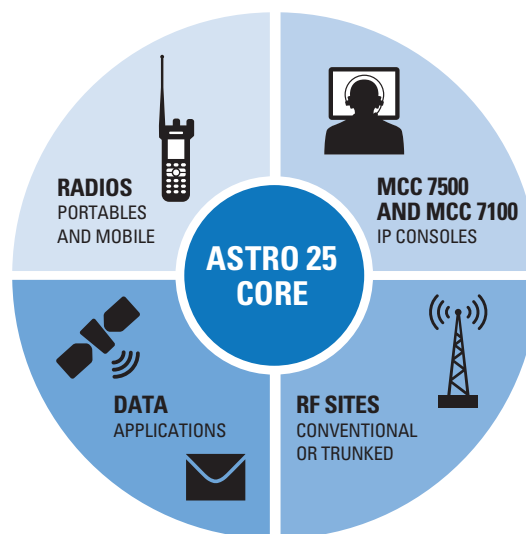 RADIOS
PORTABLES
AND MOBILE
MCC 7500
AND MCC 7100
IP CONSOLES
ASTRO 25
CORE
DATA
APPLICATIONS
RF SITES
CONVENTIONAL
OR TRUNKED